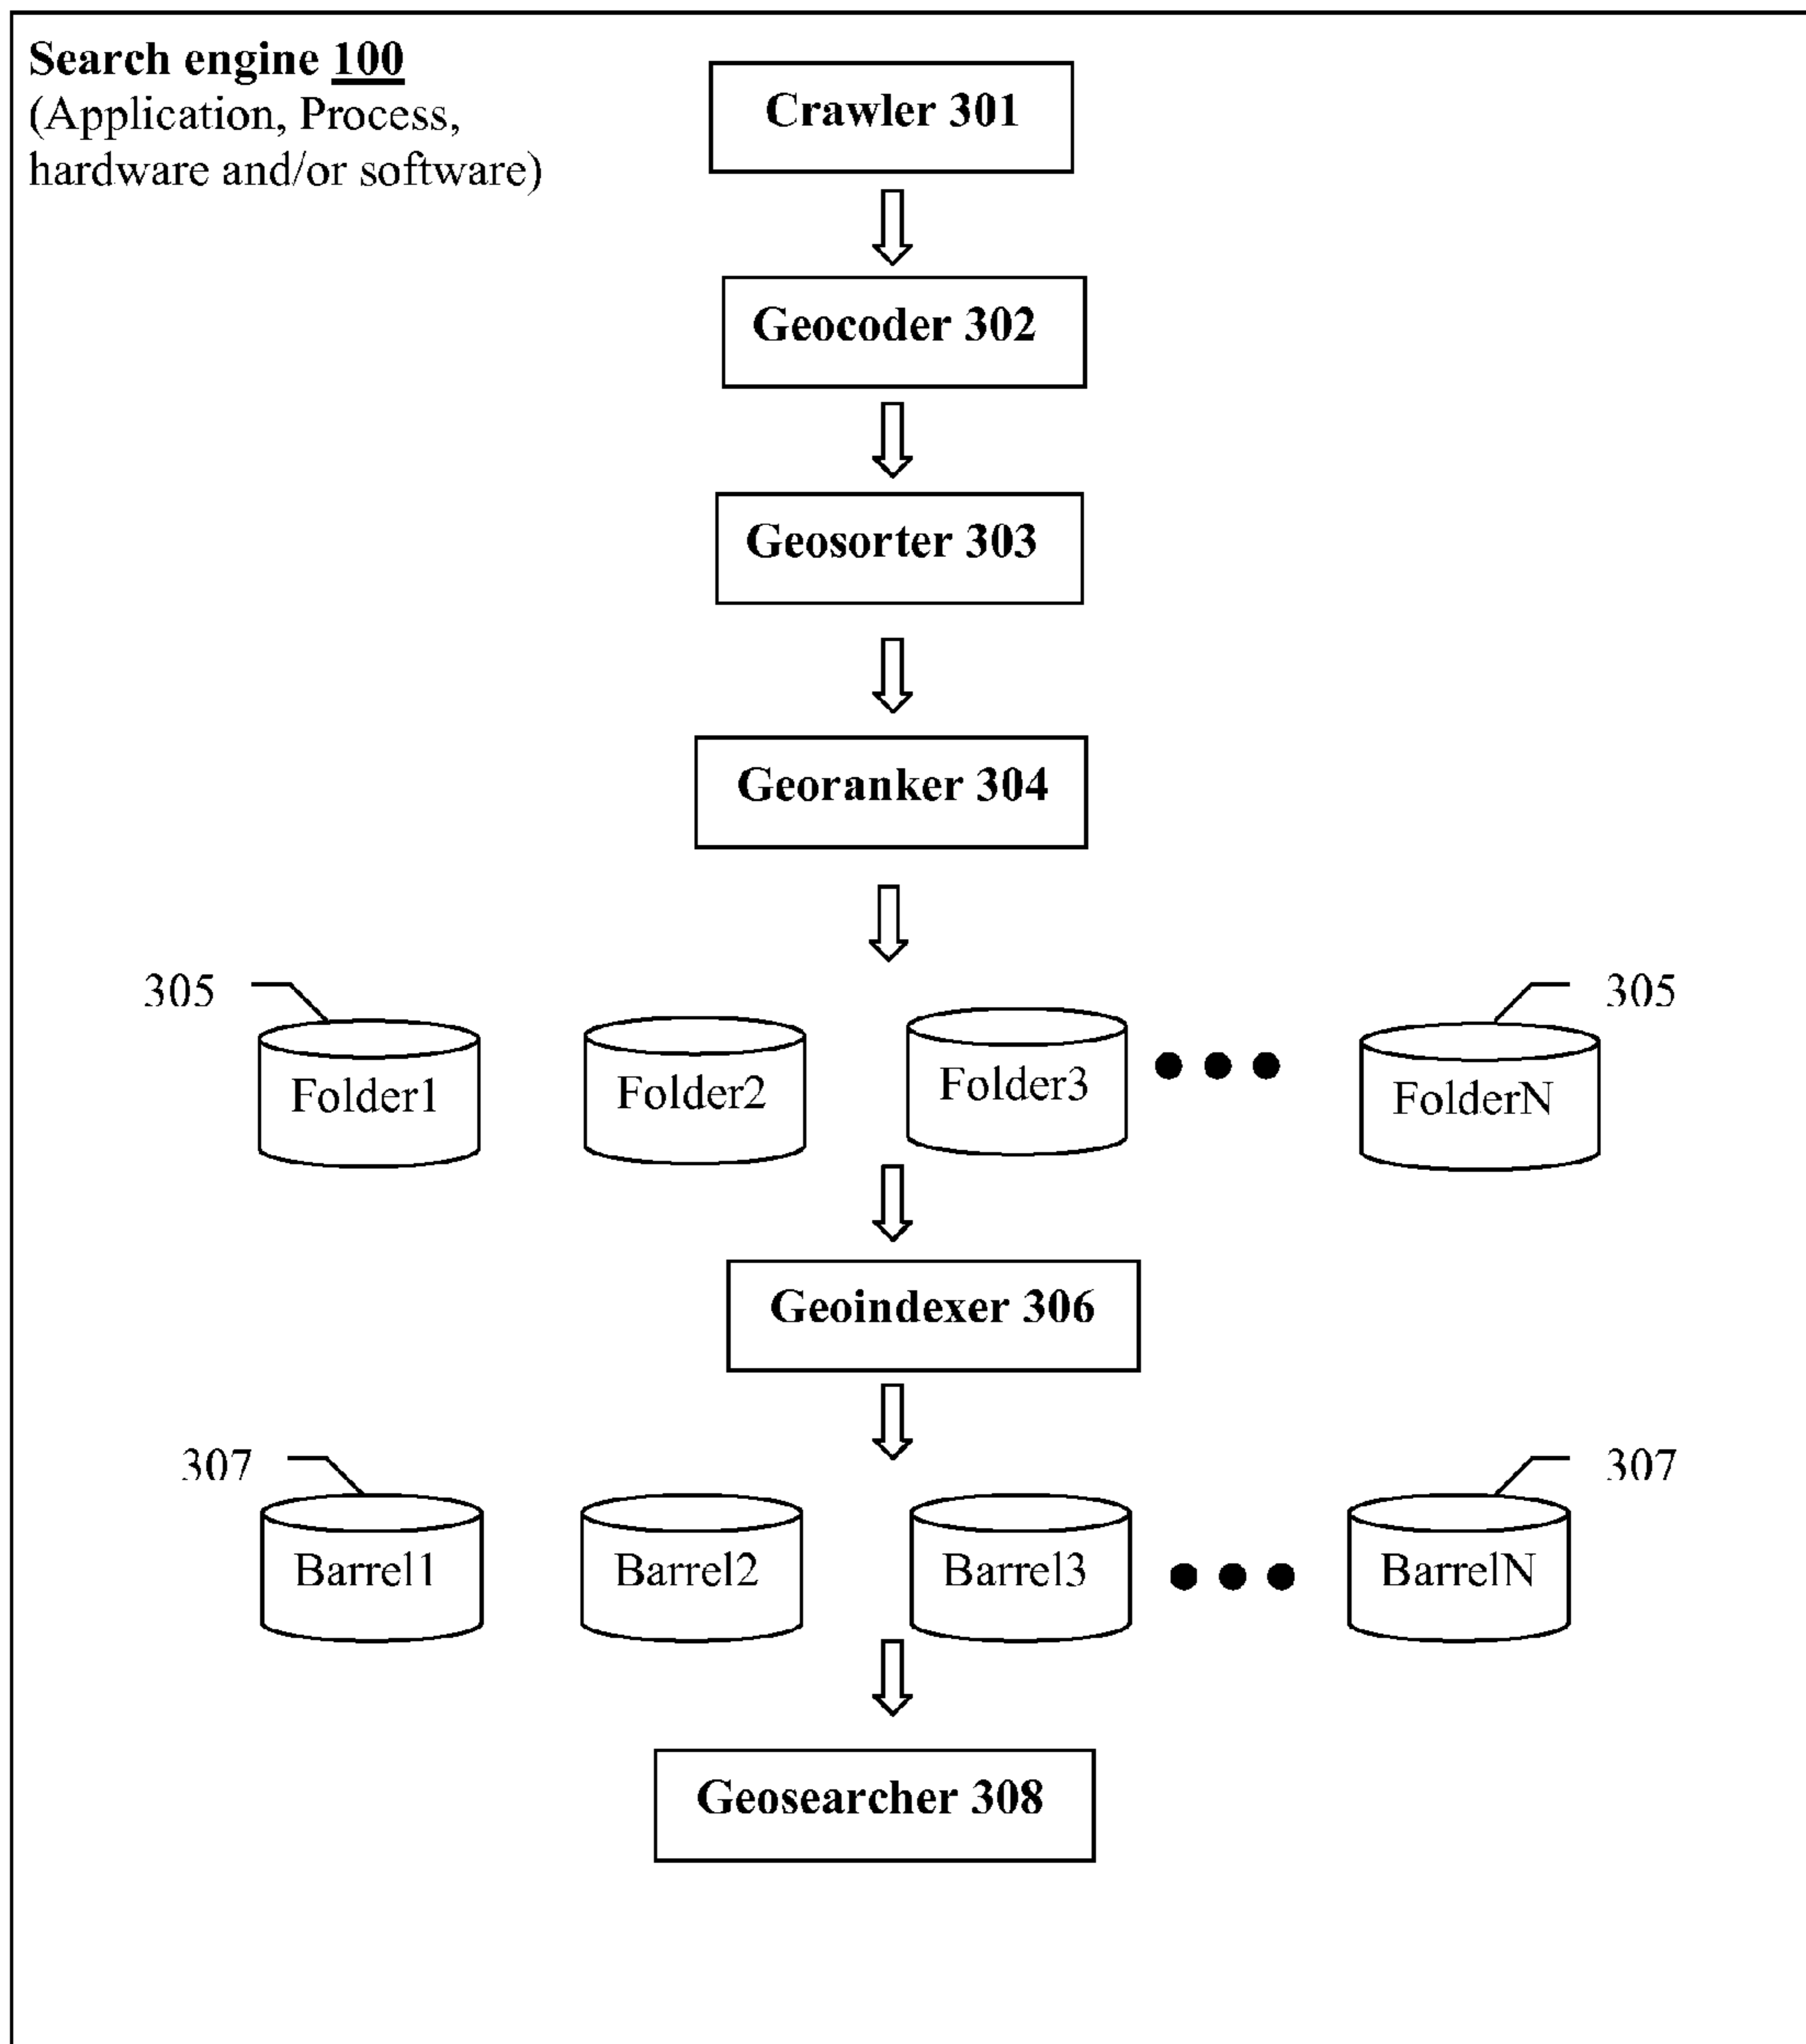 Search engine 100
(Application, Process,
hardware and/or software)
Crawler 301
Geocoder 302
Geosorter 303
Georanker 304
305
305
Folder1
Folder2
Folder3
FolderN
Geoindexer 306
307
307
Barrel1
Barrel2
Barrel3
BarrelN
Geosearcher 308